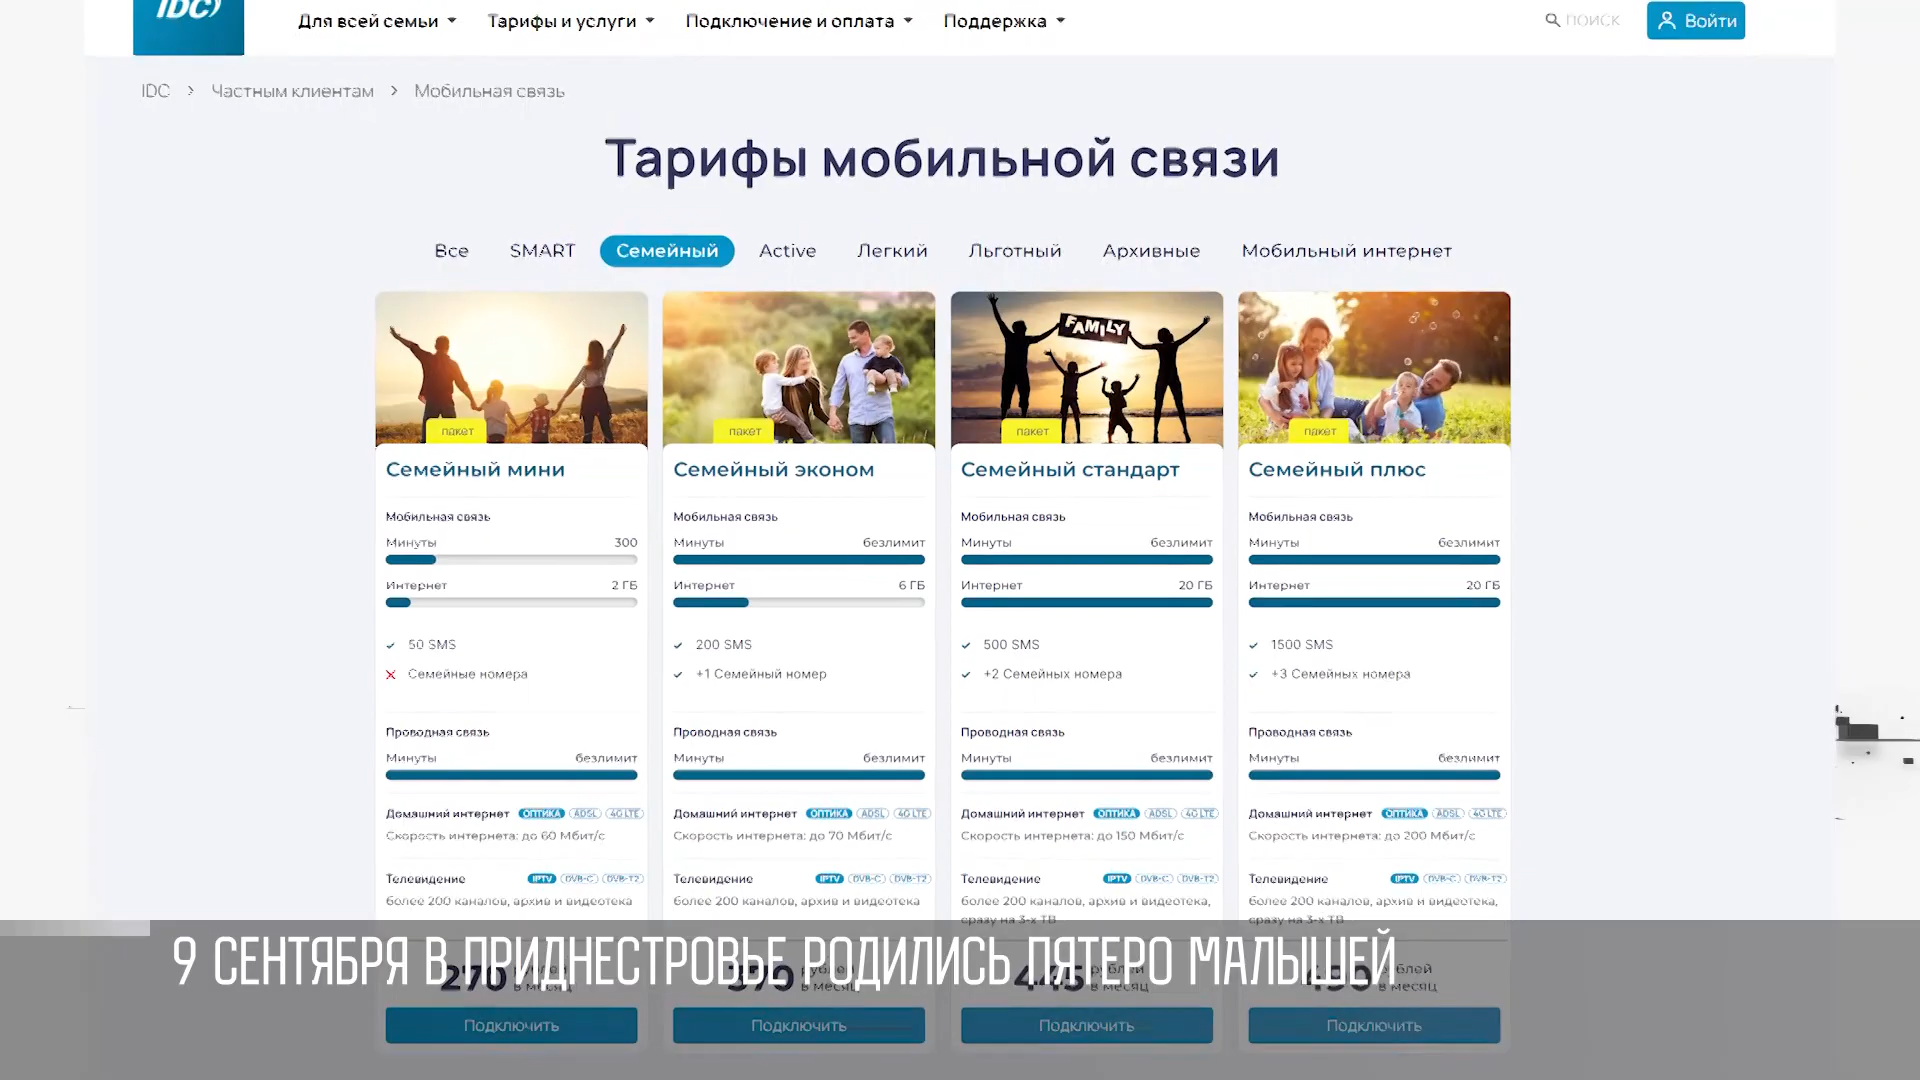 IDC)
Для всей семьи
Тарифы и услуги
Подключение и оплата
Поддержка
ПОИСК
Войти
IDC > Частным клиентам > Мобильная связь
Тарифы мобильной связи
Все
SMART
Семейный
Active
Легкий
Льготный
Архивные
Мобильный интернет
FAMILY
пакет
Семейный мини
Мобильная связь
Минуты 300
Интернет 2 ГБ
50 SMS
Семейные номера
Проводная связь
Минуты безлимит
Домашний интернет ОПТИКА ADSL 4G LTE
Скорость интернета: до 60 Мбит/с
Телевидение IPTV DVB-C DVB-T2
более 200 каналов, архив и видеотека
270 рублей
в месяц
Подключить
пакет
Семейный эконом
Мобильная связь
Минуты безлимит
Интернет 6 ГБ
200 SMS
+1 Семейный номер
Проводная связь
Минуты безлимит
Домашний интернет ОПТИКА ADSL 4G LTE
Скорость интернета: до 70 Мбит/с
Телевидение IPTV DVB-C DVB-T2
более 200 каналов, архив и видеотека
рублей
в месяц
Подключить
пакет
Семейный стандарт
Мобильная связь
Минуты безлимит
Интернет 20 ГБ
500 SMS
+2 Семейных номера
Проводная связь
Минуты безлимит
Домашний интернет ОПТИКА ADSL 4G LTE
Скорость интернета: до 150 Мбит/с
Телевидение IPTV DVB-C DVB-T2
более 200 каналов, архив и видеотека,
сразу на 3-х ТВ
445 рублей
в месяц
Подключить
пакет
Семейный плюс
Мобильная связь
Минуты безлимит
Интернет 20 ГБ
1500 SMS
+3 Семейных номера
Проводная связь
Минуты безлимит
Домашний интернет ОПТИКА ADSL 4G LTE
Скорость интернета: до 200 Мбит/с
Телевидение IPTV DVB-C DVB-T2
более 200 каналов, архив и видеотека,
сразу на 3-х ТВ
490 рублей
в месяц
Подключить
9 СЕНТЯБРЯ В ПРИДНЕСТРОВЬЕ РОДИЛИСЬ ПЯТЕРО МАЛЫШЕЙ